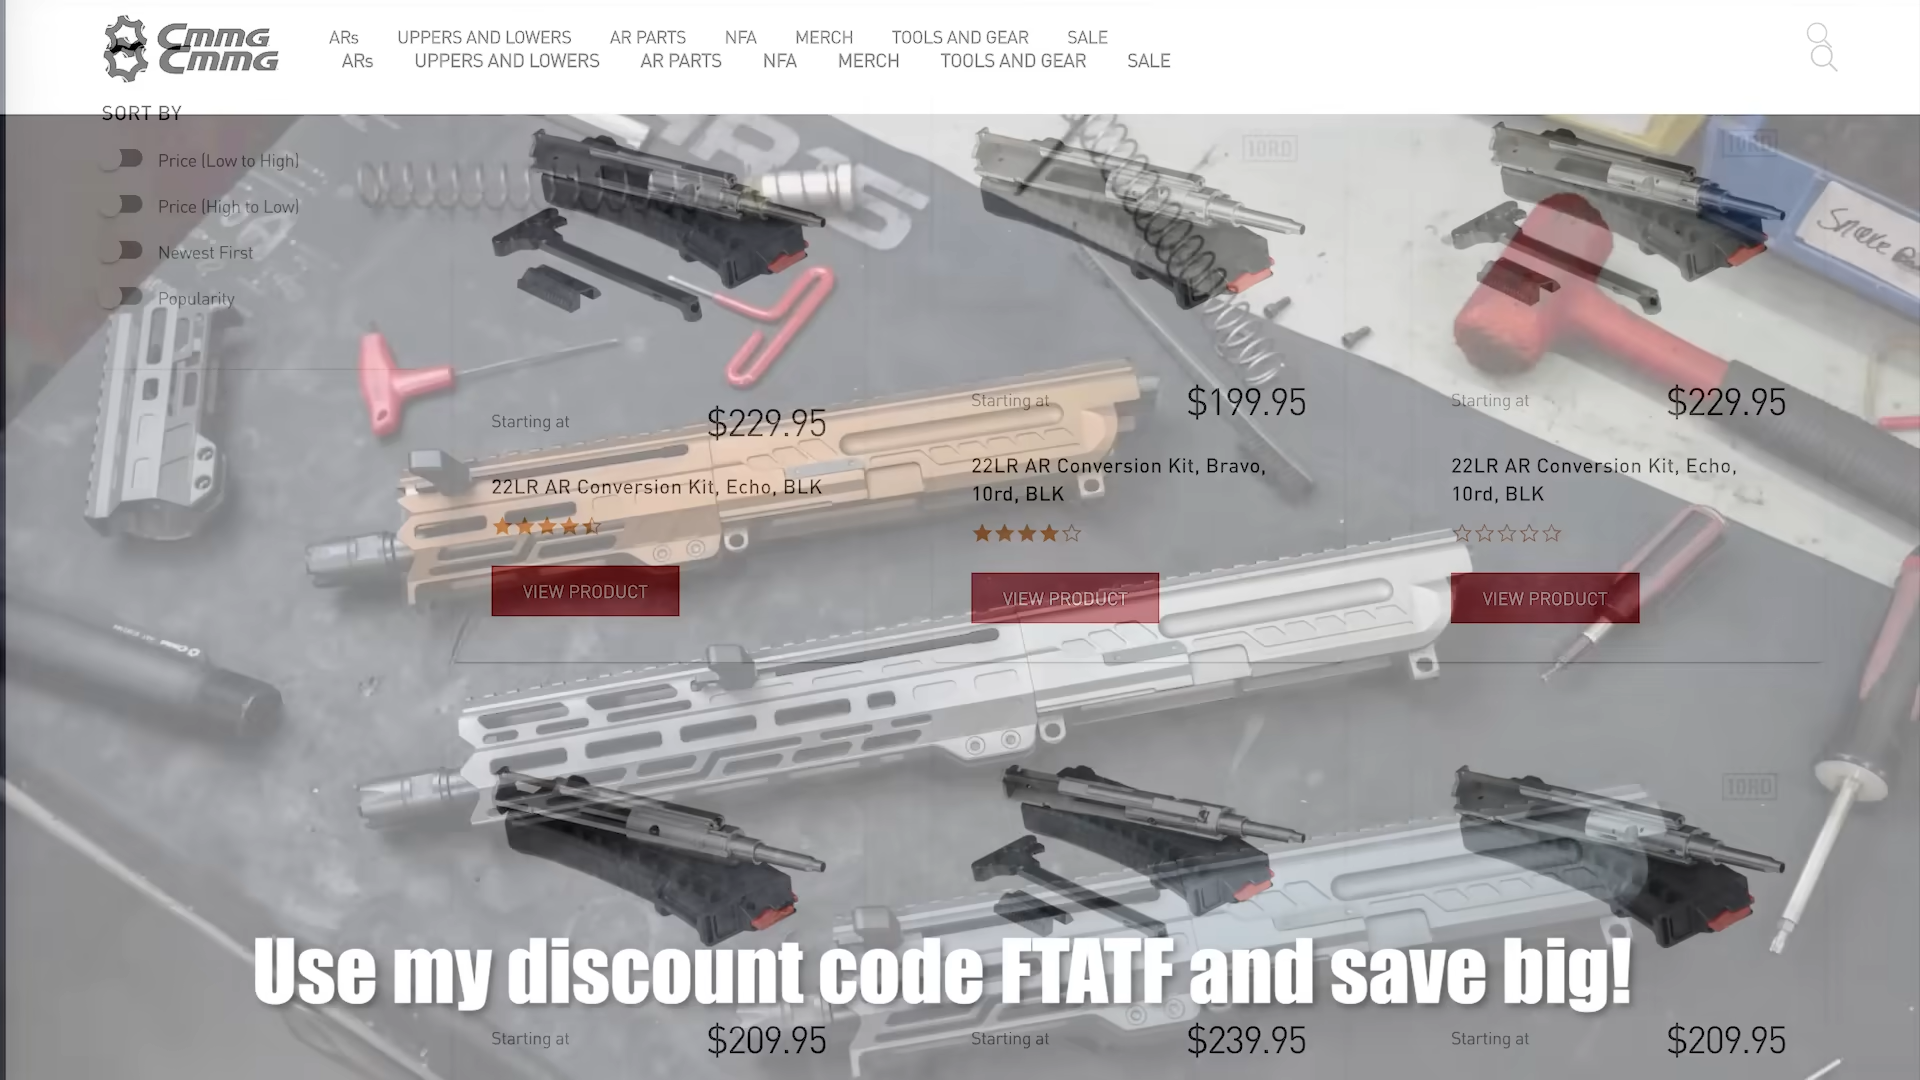 CmmG
ARs UPPERS AND LOWERS AR PARTS NFA MERCH TOOLS AND GEAR SALE
CmmG
ARs UPPERS AND LOWERS AR PARTS NFA MERCH TOOLS AND GEAR SALE
SORT BY
Price (Low to High)
Price (High to Low)
Newest First
Popularity
10RD
10RD
Starting at $229.95
22LR AR Conversion Kit, Echo, BLK
VIEW PRODUCT
Starting at $199.95
22LR AR Conversion Kit, Bravo,
10rd, BLK
VIEW PRODUCT
Starting at $229.95
22LR AR Conversion Kit, Echo,
10rd, BLK
VIEW PRODUCT
10RD
Use my discount code FTATF and save big!
Starting at $209.95
Starting at $239.95
Starting at $209.95